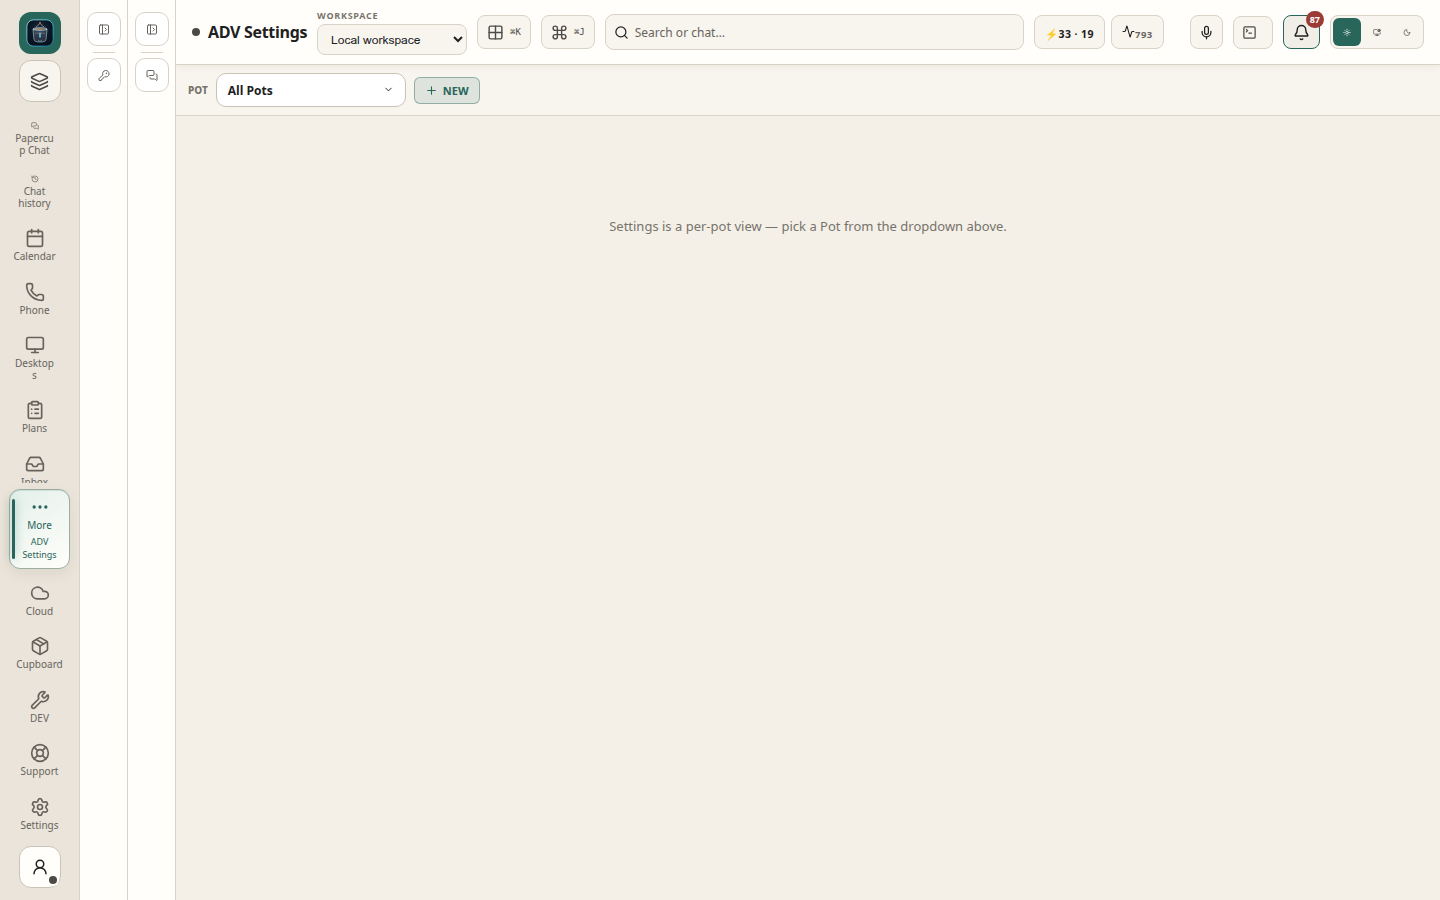 ADV Settings
WORKSPACE
Local workspace
⌘K
⌘J
Search or chat...
⚡33 · 19
793
87
POT
All Pots
+ NEW
Settings is a per-pot view — pick a Pot from the dropdown above.
Papercu
p Chat
Chat
history
Calendar
Phone
Desktop
s
Plans
Inbox
More
ADV
Settings
Cloud
Cupboard
DEV
Support
Settings